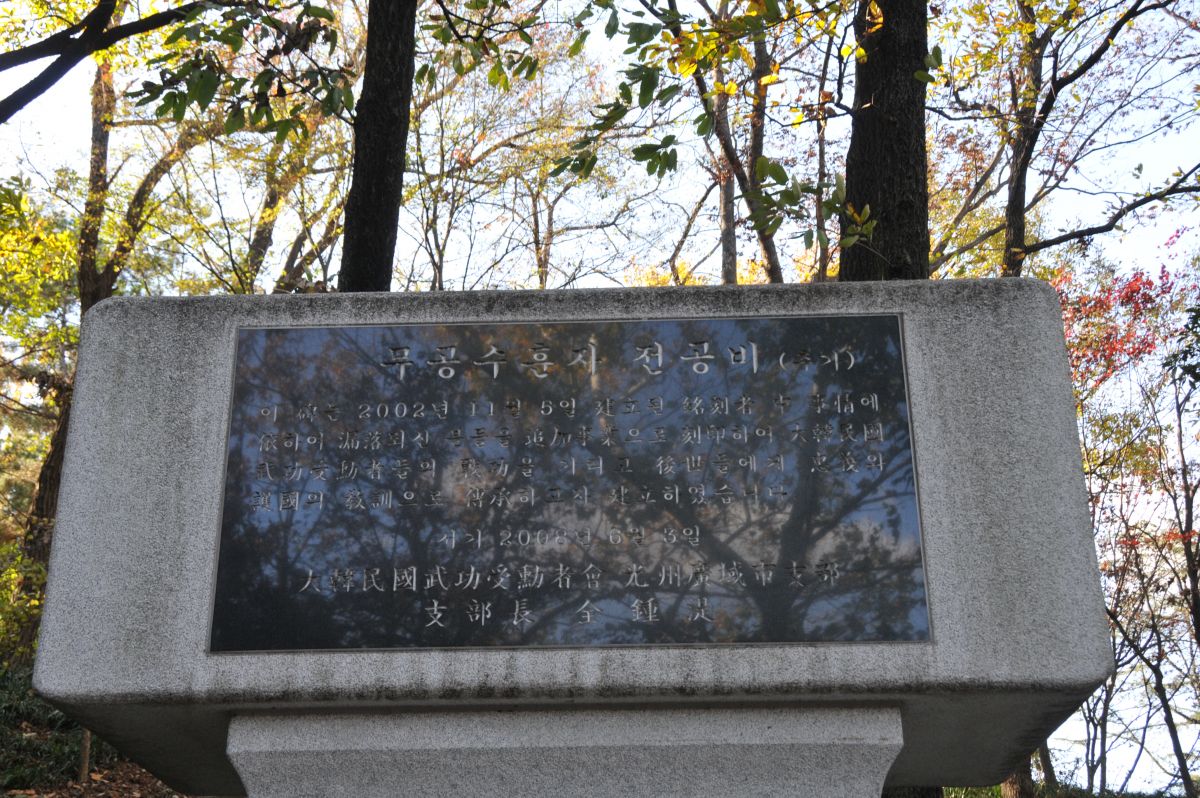 무공수훈자 전공비 (추기)
이 碑는 2002년 11월 5일 建立된 銘刻者 中 事情에
依하여 漏落되신 분들을 追加事業으로 刻印하여 大韓民國
武功受勳者들의 戰功을 기리고 後世들에게 忠義와
護國의 敎訓으로 傳承하고자 建立하였습니다
서기 2008년 6월 3일
大韓民國武功受勳者會 光州廣域市支部
支部長 全鍾